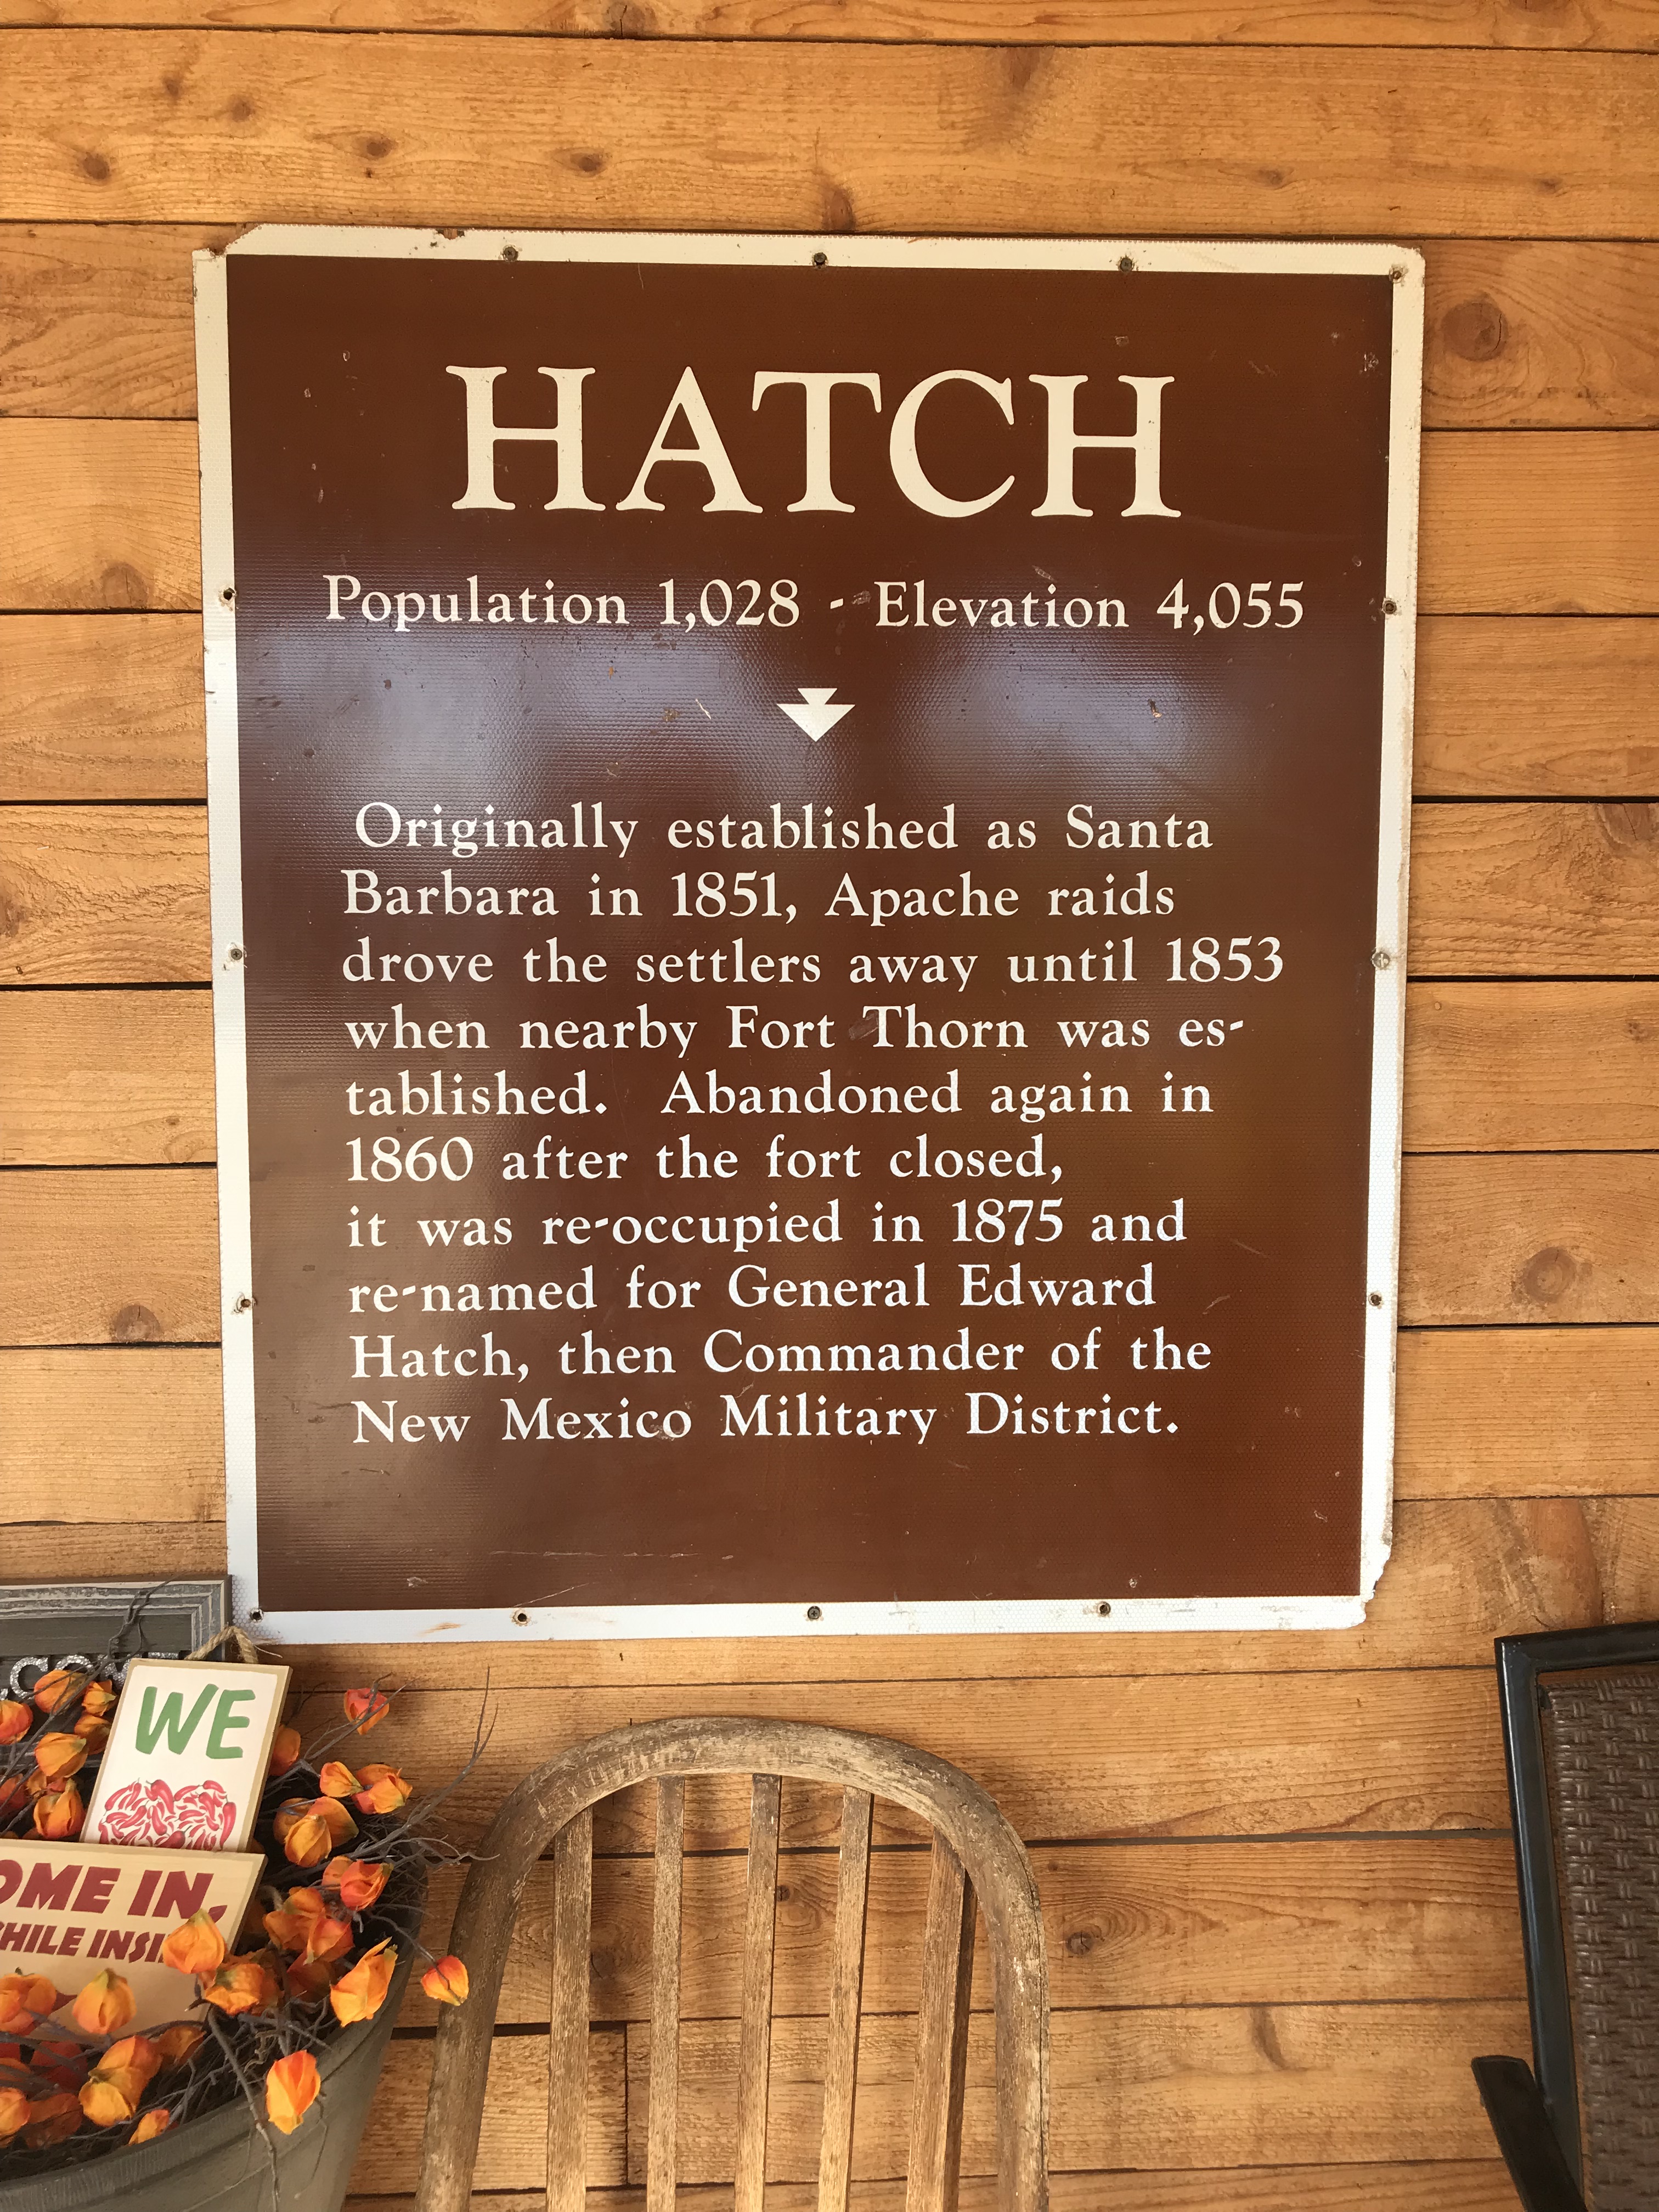 HATCH
Population 1,028 - Elevation 4,055
Originally established as Santa
Barbara in 1851, Apache raids
drove the settlers away until 1853
when nearby Fort Thorn was es-
tablished. Abandoned again in
1860 after the fort closed,
it was re-occupied in 1875 and
re-named for General Edward
Hatch, then Commander of the
New Mexico Military District.
WE
OME IN,
HILE INSI